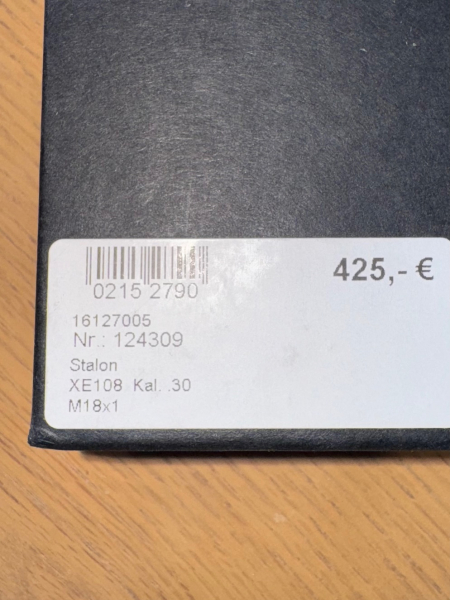 425,- €
0215 2790
16127005
Nr.: 124309
Stalon
XE108 Kal. .30
M18x1